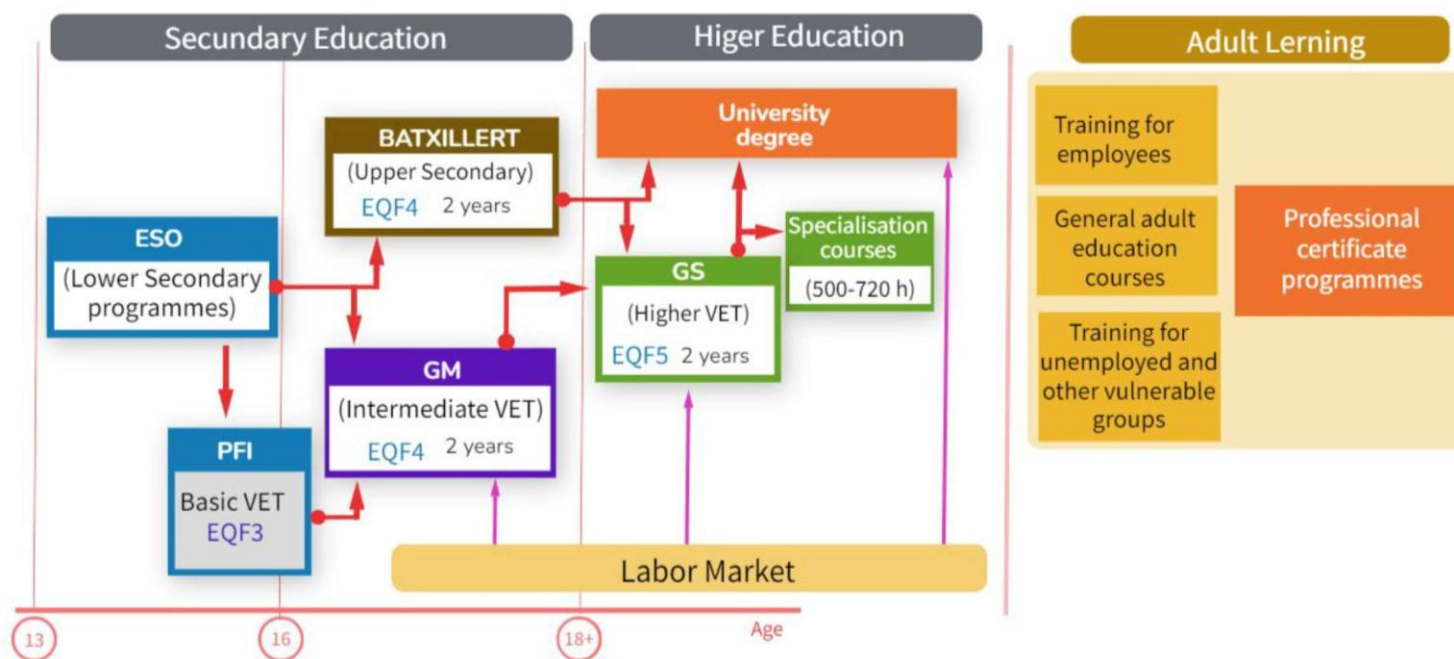 Secundary Education
Higer Education
Adult Lerning
BATXILLERT
(Upper Secondary)
EQF4 2 years
University
degree
Training for
employees
ESO
(Lower Secondary
programmes)
Specialisation
courses
(500-720 h)
GS
(Higher VET)
EQF5 2 years
General adult
education
courses
Professional
certificate
programmes
GM
(Intermediate VET)
EQF4 2 years
Training for
unemployed and
other vulnerable
groups
PFI
Basic VET
EQF3
Labor Market
13
16
18+
Age